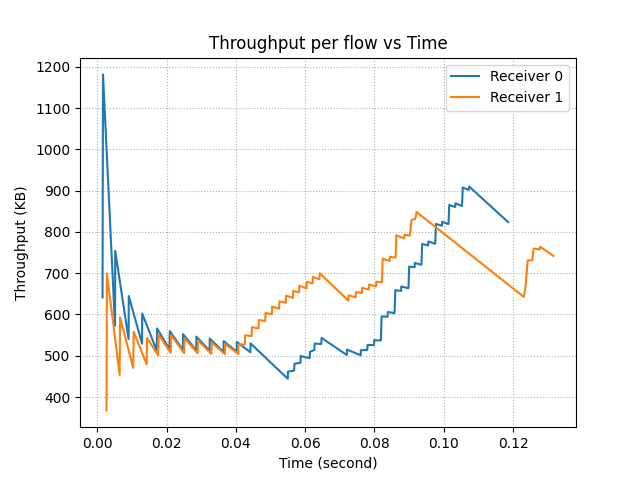 Throughput per flow vs Time
Receiver 0
Receiver 1
Throughput (KB)
1200
1100
1000
900
800
700
600
500
400
0.00 0.02 0.04 0.06 0.08 0.10 0.12
Time (second)